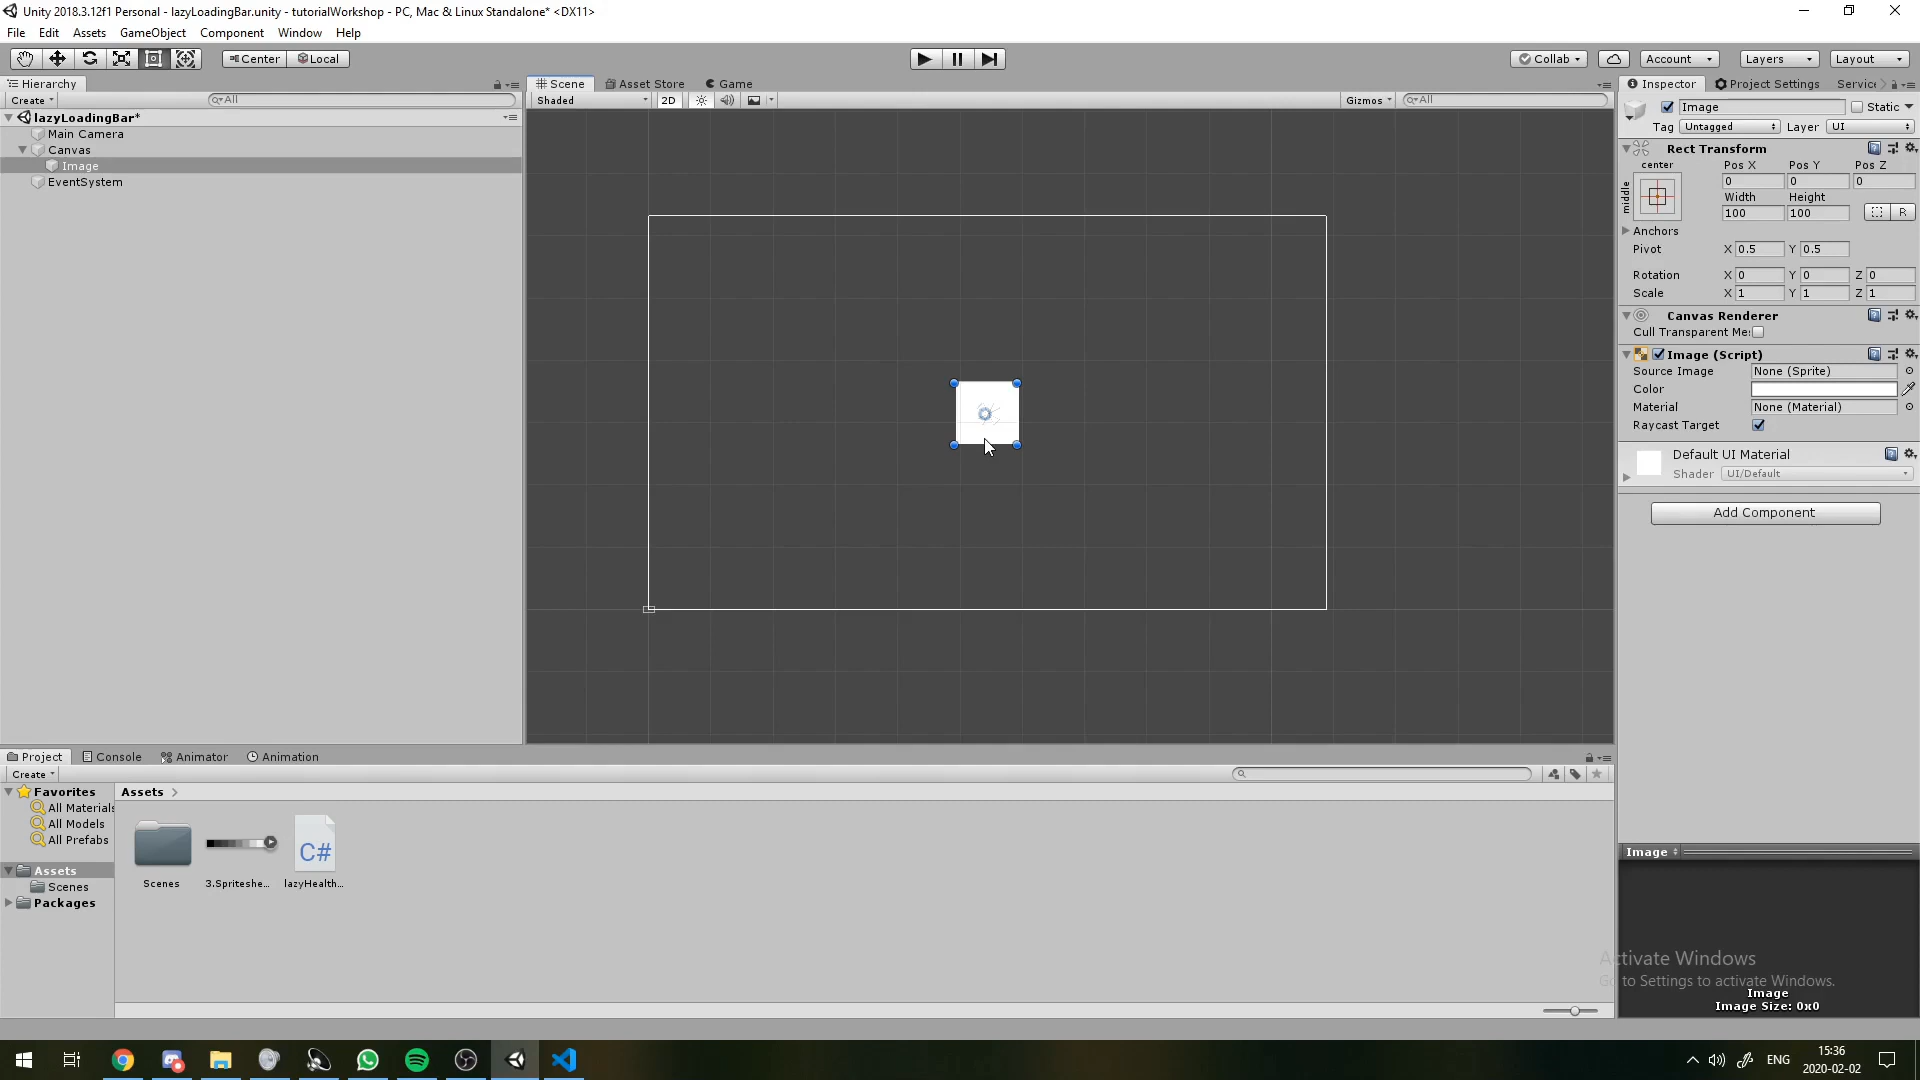 Unity 2018.3.12f1 Personal - lazyLoadingBar.unity - tutorialWorkshop - PC, Mac & Linux Standalone* <DX11>
File Edit Assets GameObject Component Window Help
Center Local Collab Account Layers Layout
Hierarchy Scene Asset Store Game Inspector Project Settings Servic
Create All Shaded 2D Gizmos All
Image Static
lazyLoadingBar*
Tag Untagged Layer UI
Main Camera
Canvas
Image
EventSystem
Rect Transform
center Pos X Pos Y Pos Z
middle 0 0 0
Width Height
100 100 R
Anchors
Pivot X 0.5 Y 0.5
Rotation X 0 Y 0 Z 0
Scale X 1 Y 1 Z 1
Canvas Renderer
Cull Transparent Me:
Image (Script)
Source Image None (Sprite)
Color
Material None (Material)
Raycast Target
Default UI Material
Shader UI/Default
Add Component
Project Console Animator Animation
Create
Favorites Assets
All Materials
All Models
All Prefabs
Assets
Scenes
Packages
C#
Scenes 3.Spriteshe... lazyHealth...
Image
Activate Windows
Go to Settings to activate Windows.
Image
Image Size: 0x0
ENG 15:36
2020-02-02